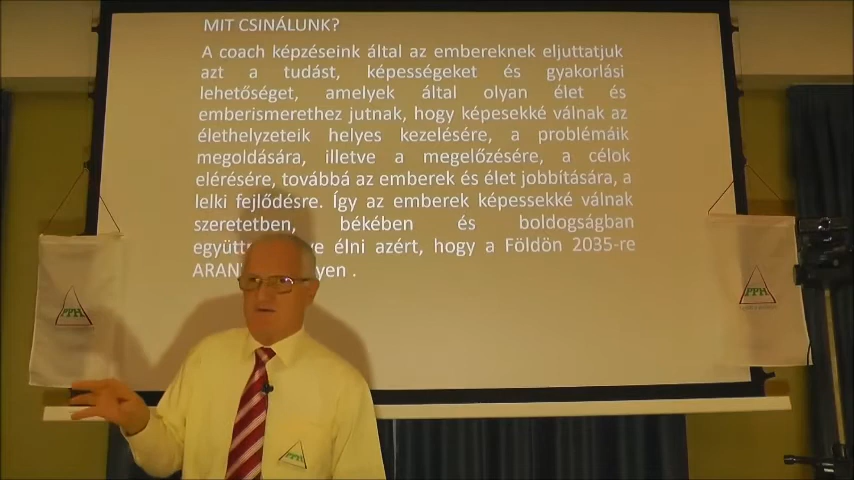 MIT CSINÁLUNK?
A coach képzéseink által az embereknek eljuttatjuk
azt a tudást, képességeket és gyakorlási
lehetőséget, amelyek által olyan élet és
emberismerethez jutnak, hogy képesekké válnak az
élethelyzeteik helyes kezelésére, a problémáik
megoldására, illetve a megelőzésére, a célok
elérésére, továbbá az emberek és élet jobbítására, a
lelki fejlődésre. Így az emberek képessekké válnak
szeretetben, békében és boldogságban
élni azért, hogy a Földön 2035-re
PPH
PPH
PPH